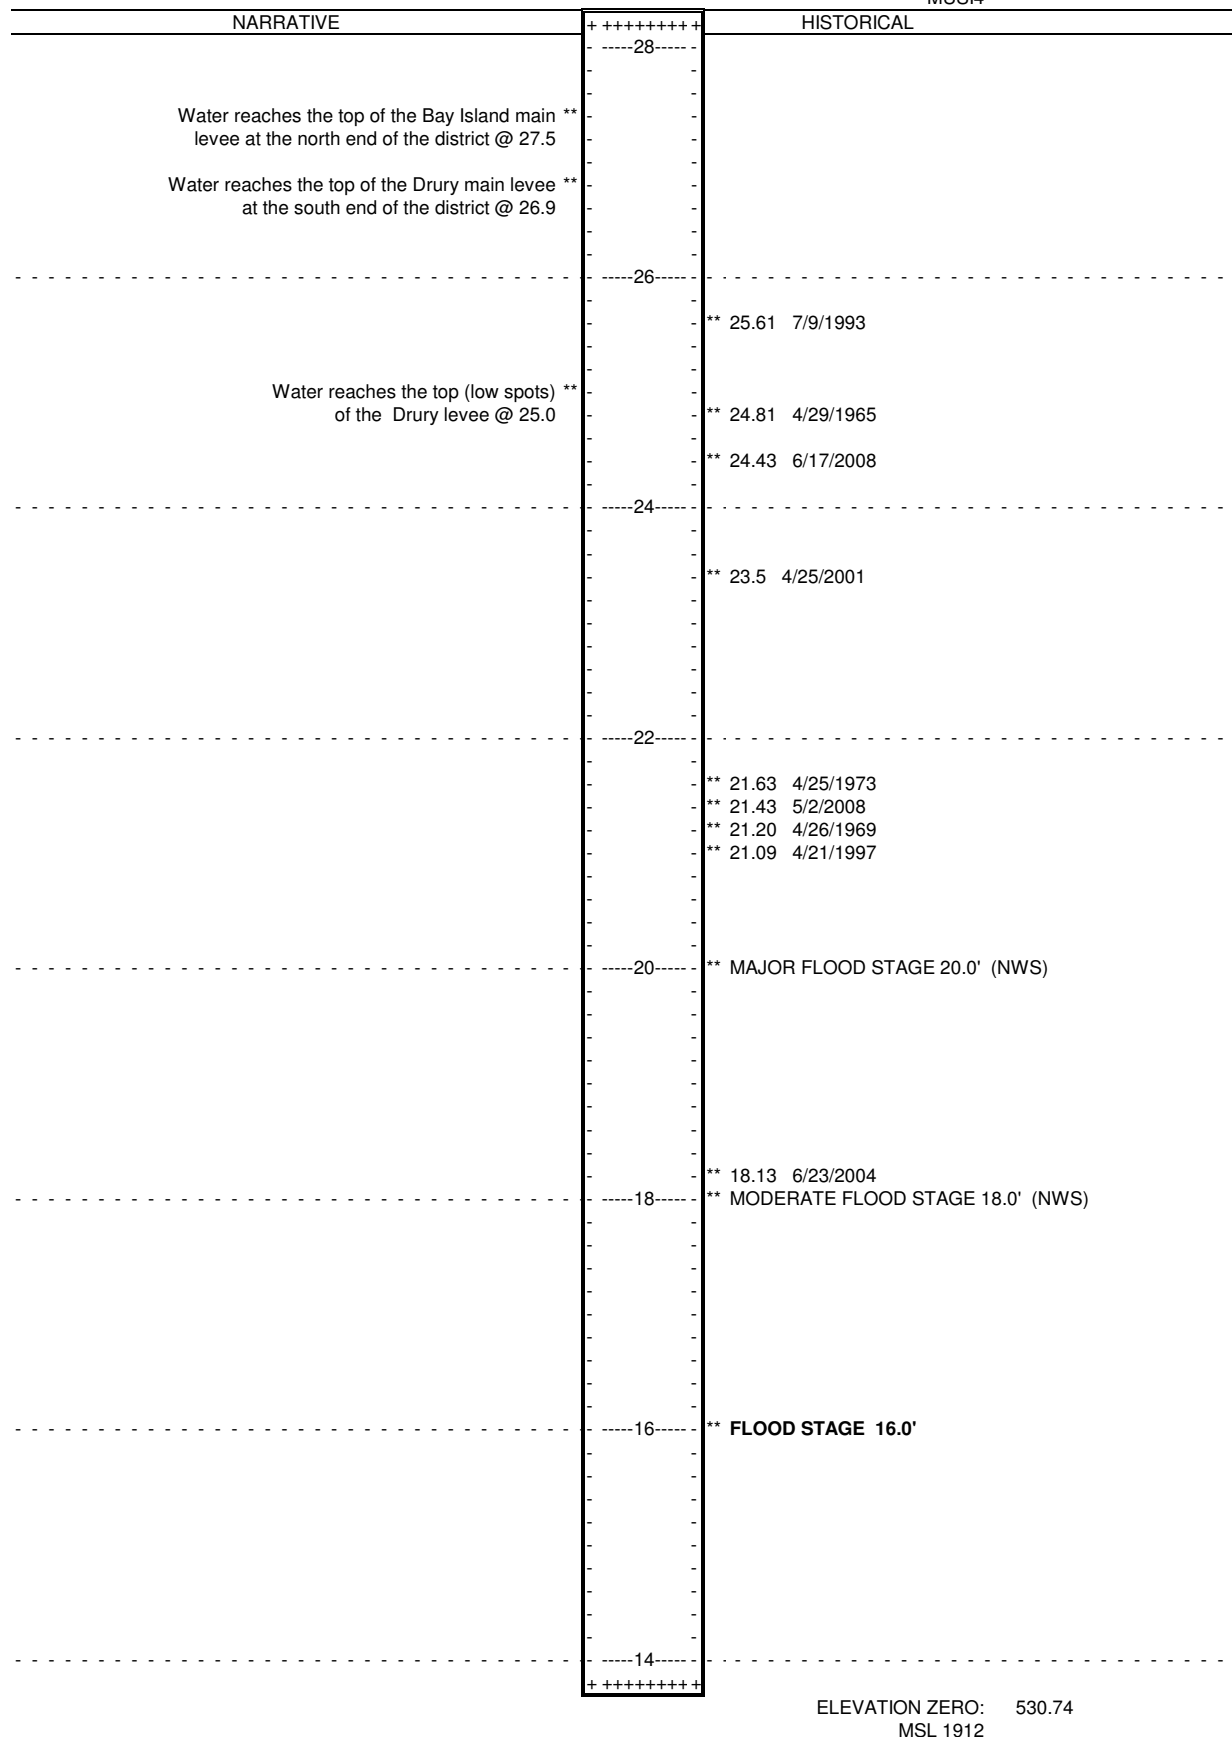 NARRATIVE + ++++++++ + HISTORICAL
- -----28----- -
Water reaches the top of the Bay Island main **
levee at the north end of the district @ 27.5
Water reaches the top of the Drury main levee **
at the south end of the district @ 26.9
-----26-----
** 25.61 7/9/1993
Water reaches the top (low spots) **
of the Drury levee @ 25.0 ** 24.81 4/29/1965
** 24.43 6/17/2008
-----24-----
** 23.5 4/25/2001
-----22-----
** 21.63 4/25/1973
** 21.43 5/2/2008
** 21.20 4/26/1969
** 21.09 4/21/1997
-----20----- ** MAJOR FLOOD STAGE 20.0' (NWS)
** 18.13 6/23/2004
-----18----- ** MODERATE FLOOD STAGE 18.0' (NWS)
-----16----- ** FLOOD STAGE 16.0'
-----14-----
+ ++++++++ +
ELEVATION ZERO: 530.74
MSL 1912